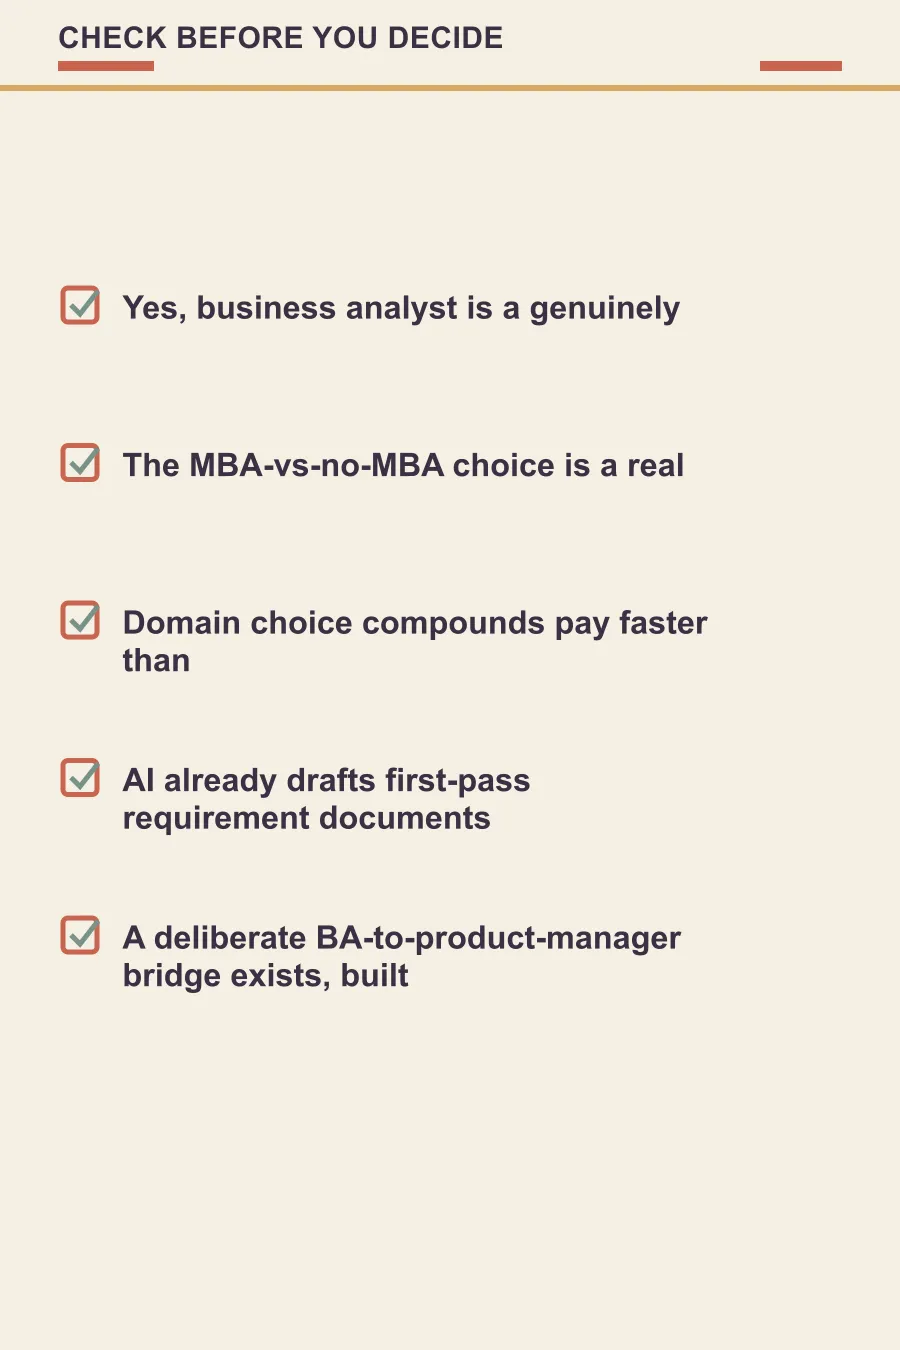 CHECK BEFORE YOU DECIDE
Yes, business analyst is a genuinely
The MBA-vs-no-MBA choice is a real
Domain choice compounds pay faster
than
AI already drafts first-pass
requirement documents
A deliberate BA-to-product-manager
bridge exists, built